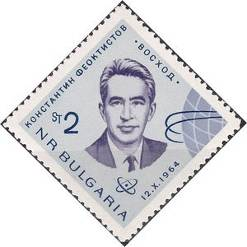 КОНСТАНТИН ФЕОКТИСТОВ
·ВОСХОД·
СТ 2
NR BULGARIA
12.X.1964